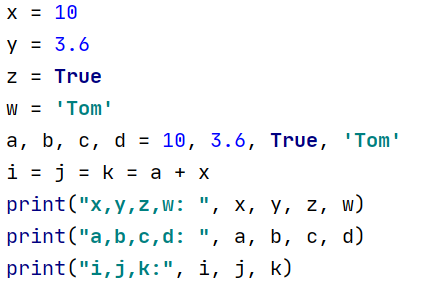 x = 10
y = 3.6
z = True
w = 'Tom'
a, b, c, d = 10, 3.6, True, 'Tom'
i = j = k = a + x
print("x,y,z,w: ", x, y, z, w)
print("a,b,c,d: ", a, b, c, d)
print("i,j,k:", i, j, k)